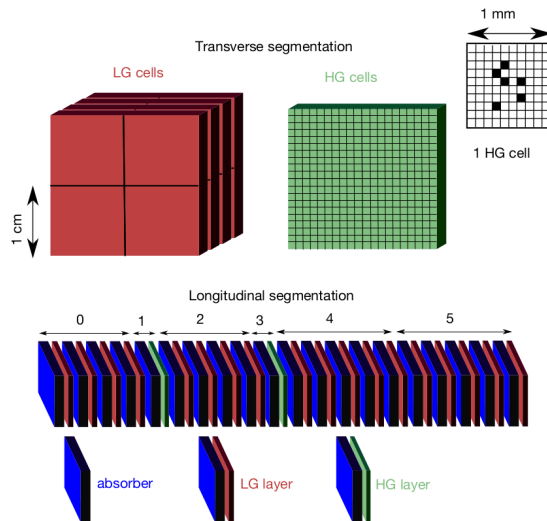 1 mm
Transverse segmentation
LG cells
HG cells
1 HG cell
1 cm
Longitudinal segmentation
0 1 2 3 4 5
absorber
LG layer
HG layer